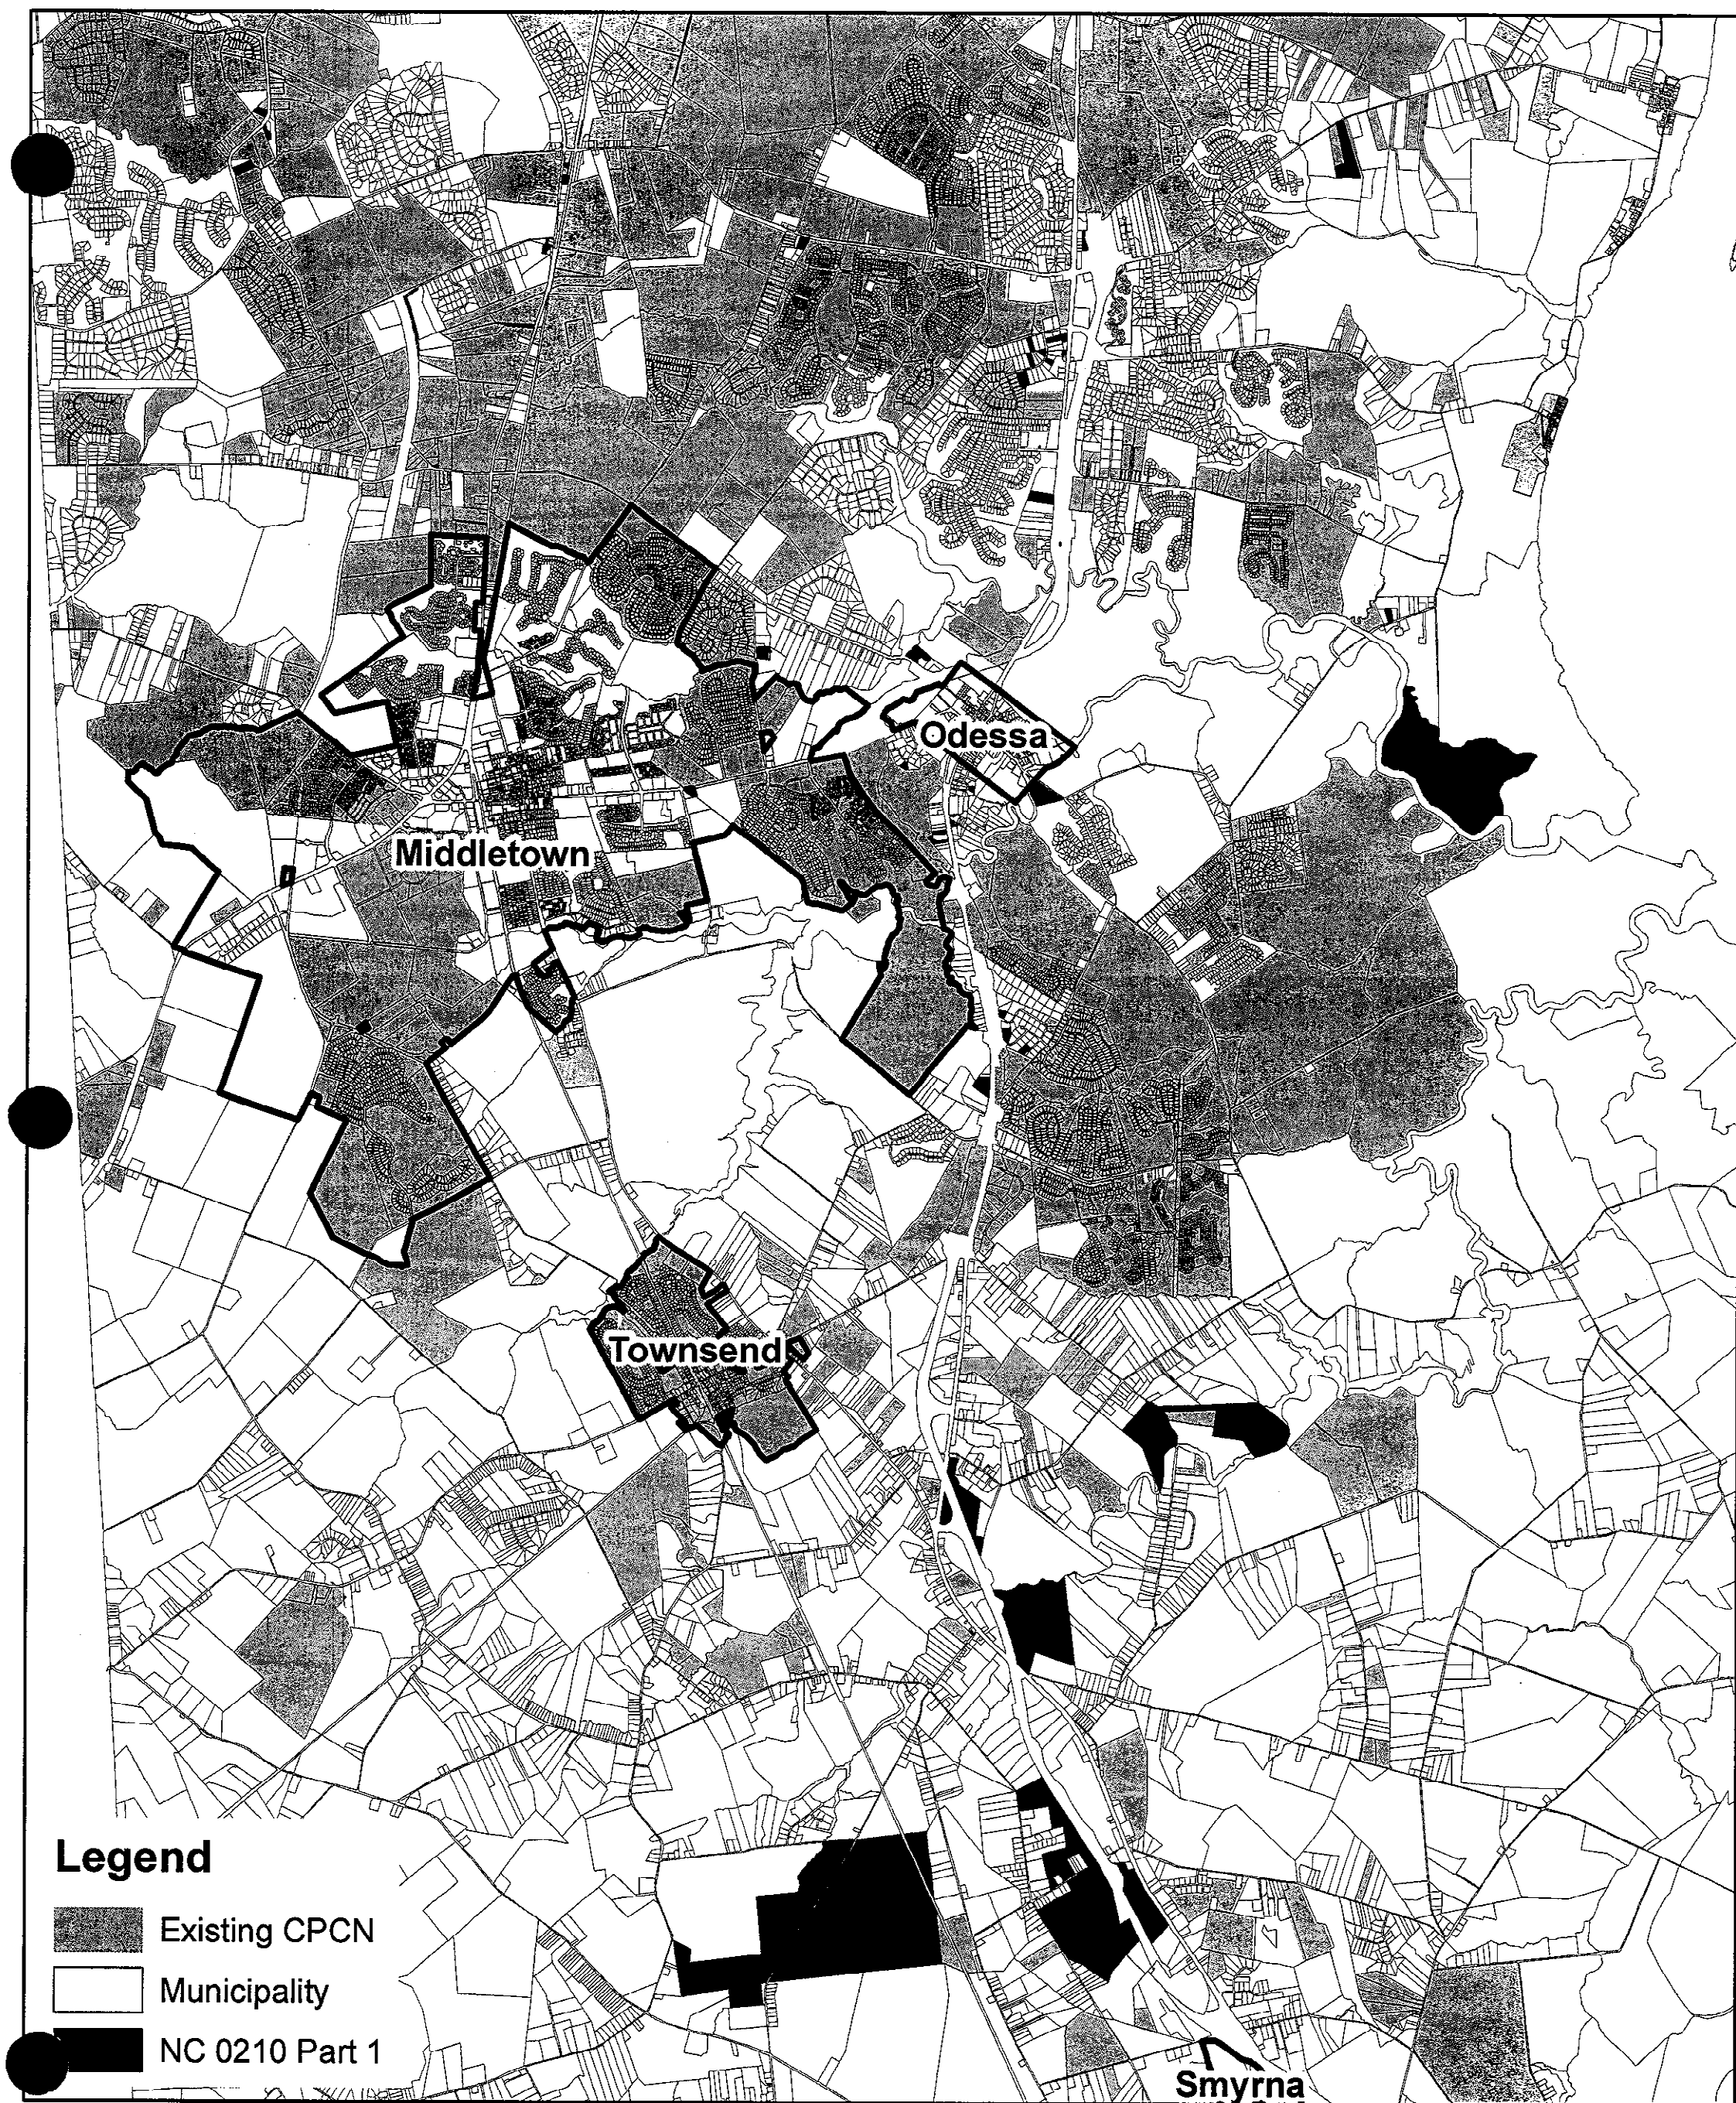 Odessa
Middletown
Townsend
Legend
Existing CPCN
Municipality
NC 0210 Part 1
Smyrna